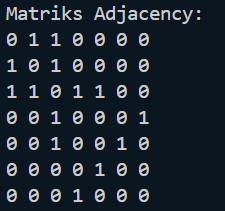 Matriks Adjacency:
0 1 1 0 0 0 0
1 0 1 0 0 0 0
1 1 0 1 1 0 0
0 0 1 0 0 0 1
0 0 1 0 0 1 0
0 0 0 0 1 0 0
0 0 0 1 0 0 0